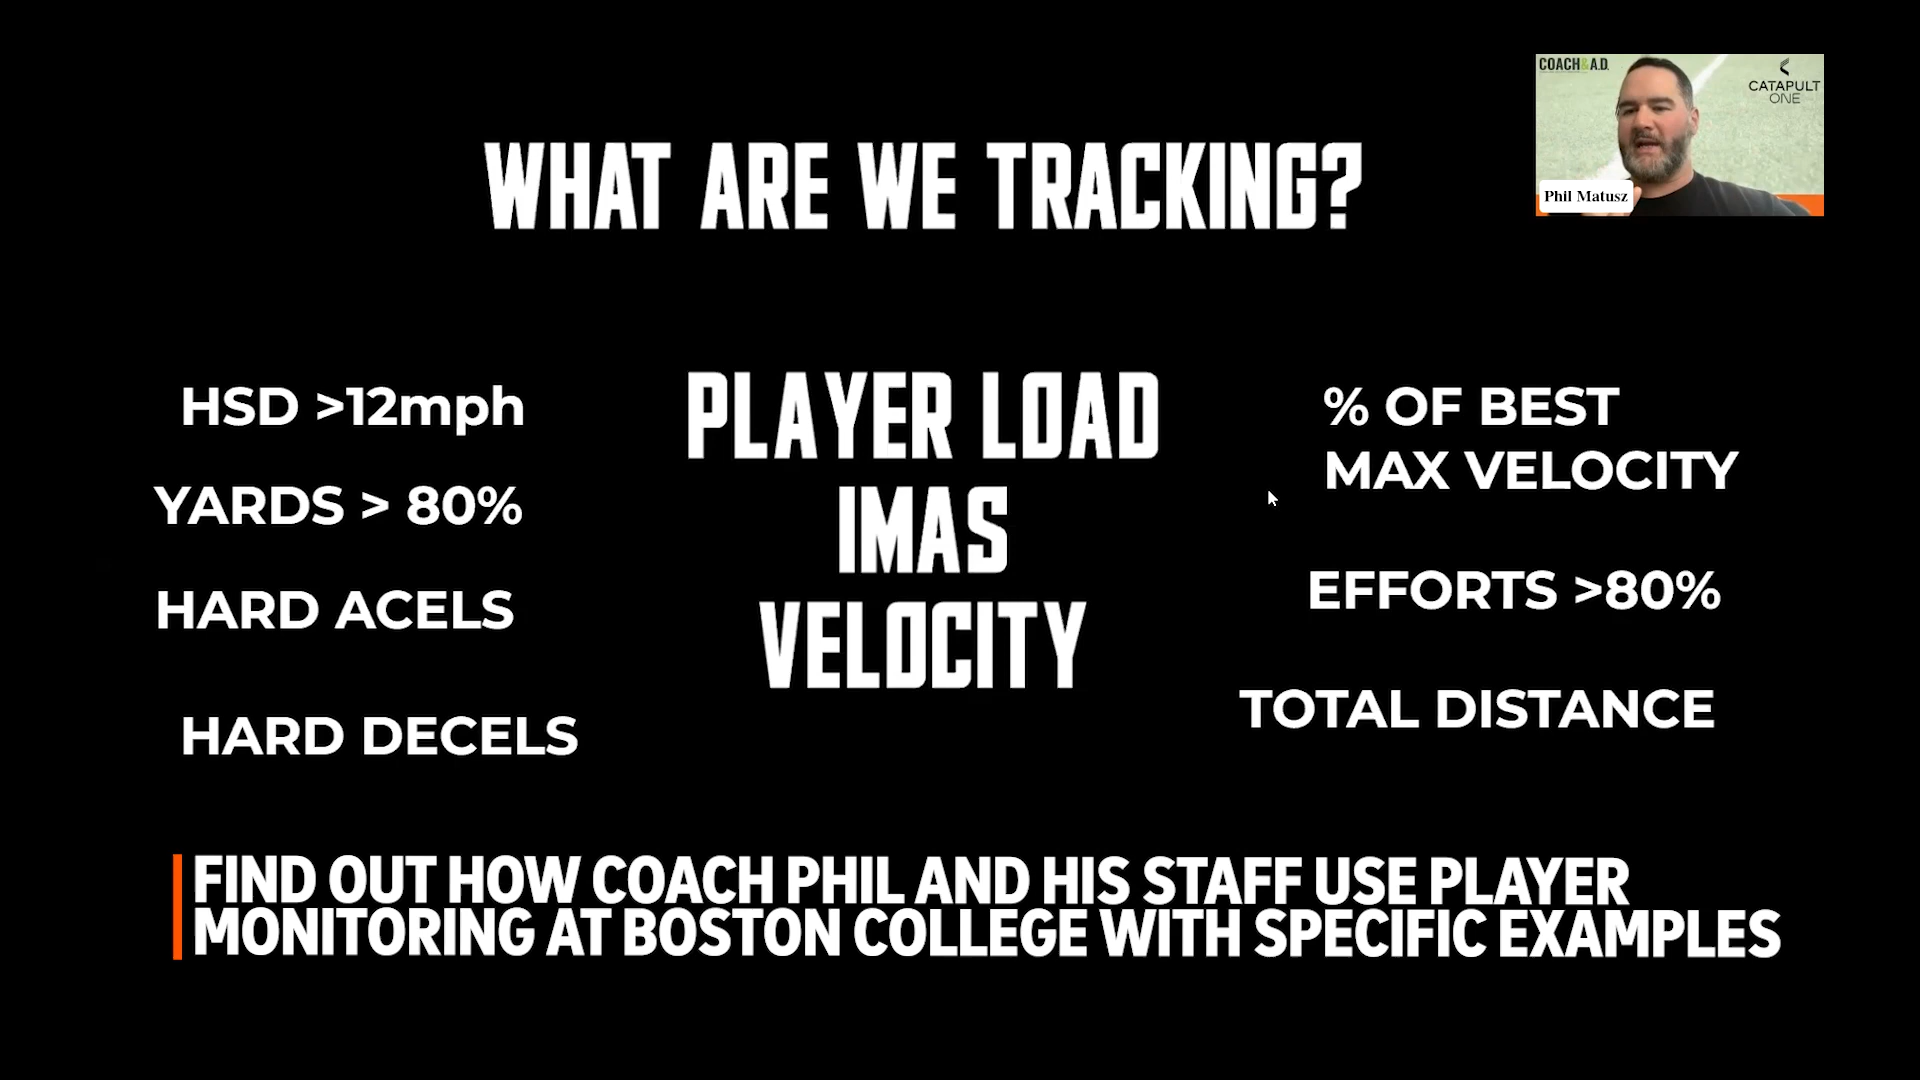 COACH&A.D.
CATAPULT
ONE
Phil Matusz
WHAT ARE WE TRACKING?
HSD >12mph
YARDS > 80%
HARD ACELS
HARD DECELS
PLAYER LOAD
IMAS
VELOCITY
% OF BEST
MAX VELOCITY
EFFORTS >80%
TOTAL DISTANCE
FIND OUT HOW COACH PHIL AND HIS STAFF USE PLAYER
MONITORING AT BOSTON COLLEGE WITH SPECIFIC EXAMPLES